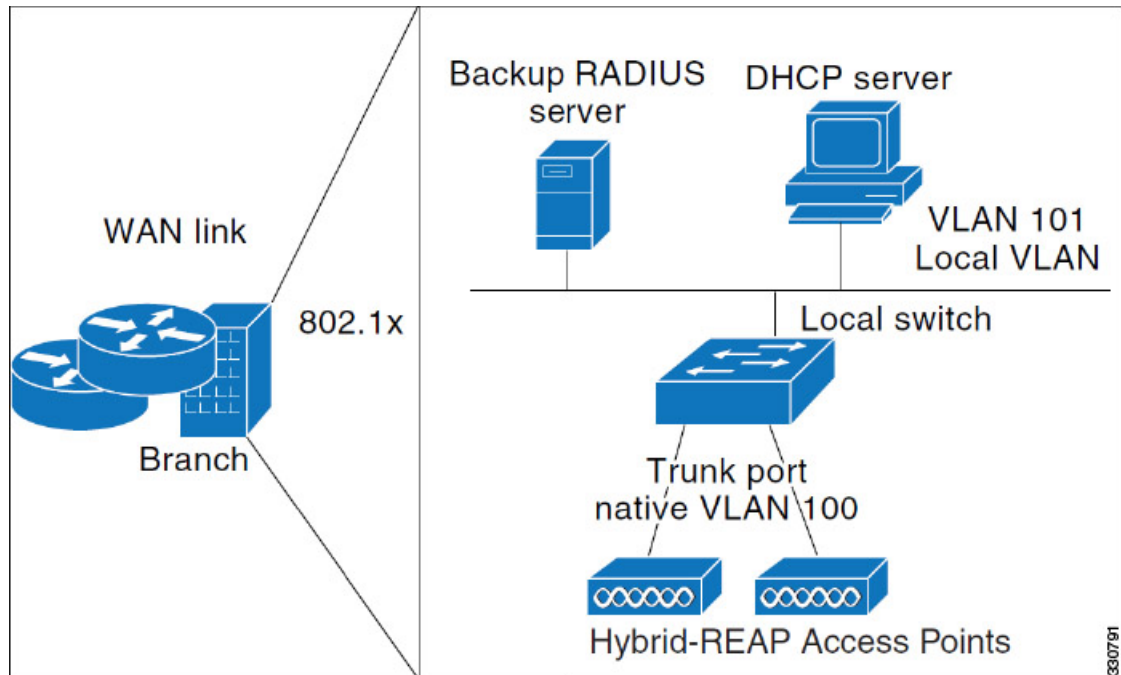 WAN link
802.1x
Branch
Backup RADIUS
server
DHCP server
VLAN 101
Local VLAN
Local switch
Trunk port
native VLAN 100
Hybrid-REAP Access Points
330791